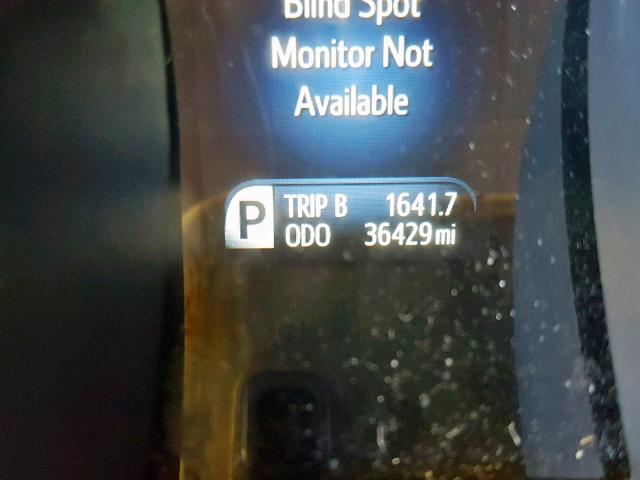 Blind Spot
Monitor Not
Available
P
TRIP B 1641.7
ODO 36429 mi